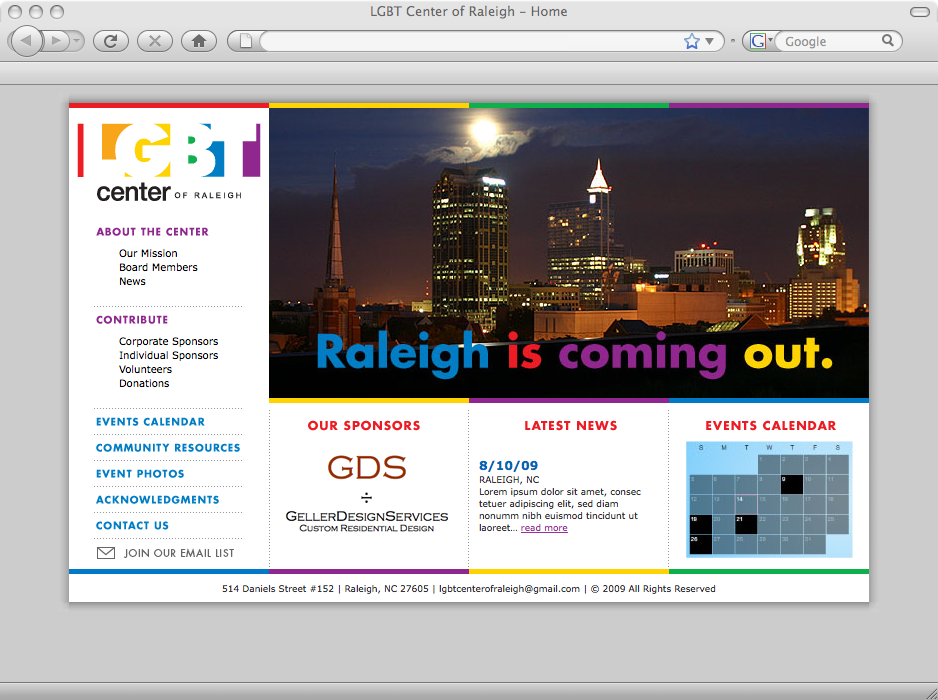 LGBT Center of Raleigh – Home
G
Google
LGBT
center OF RALEIGH
ABOUT THE CENTER
Our Mission
Board Members
News
CONTRIBUTE
Corporate Sponsors
Individual Sponsors
Volunteers
Donations
EVENTS CALENDAR
COMMUNITY RESOURCES
EVENT PHOTOS
ACKNOWLEDGMENTS
CONTACT US
JOIN OUR EMAIL LIST
Raleigh is coming out.
OUR SPONSORS
GDS
÷
GELLERDESIGNSERVICES
CUSTOM RESIDENTIAL DESIGN
LATEST NEWS
8/10/09
RALEIGH, NC
Lorem ipsum dolor sit amet, consec
tetuer adipiscing elit, sed diam
nonumm nibh euismod tincidunt ut
laoreet... read more
EVENTS CALENDAR
S M T W T F S
1 2 3 4
5 6 7 8 9 10 11
12 13 14 15 16 17 18
19 20 21 22 23 24 25
26 27 28 29 30 31
514 Daniels Street #152 | Raleigh, NC 27605 | lgbtcenterofraleigh@gmail.com | © 2009 All Rights Reserved